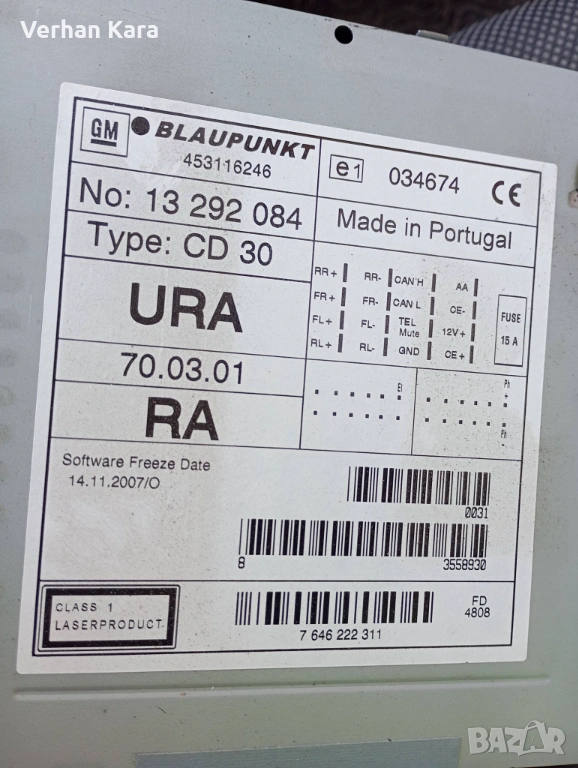 Verhan Kara
GM BLAUPUNKT
453116246
e1 034674 CE
No: 13 292 084
Made in Portugal
Type: CD 30
RR+ RR- CAN H AA
FR+ FR- CAN L CE-
FL+ FL- TEL Mute 12V+
RL+ RL- GND CE+
FUSE
15 A
URA
70.03.01
RA
Software Freeze Date
14.11.2007/O
0031
8 3558930
CLASS 1
LASERPRODUCT
7 646 222 311
FD
4808
BAZAR